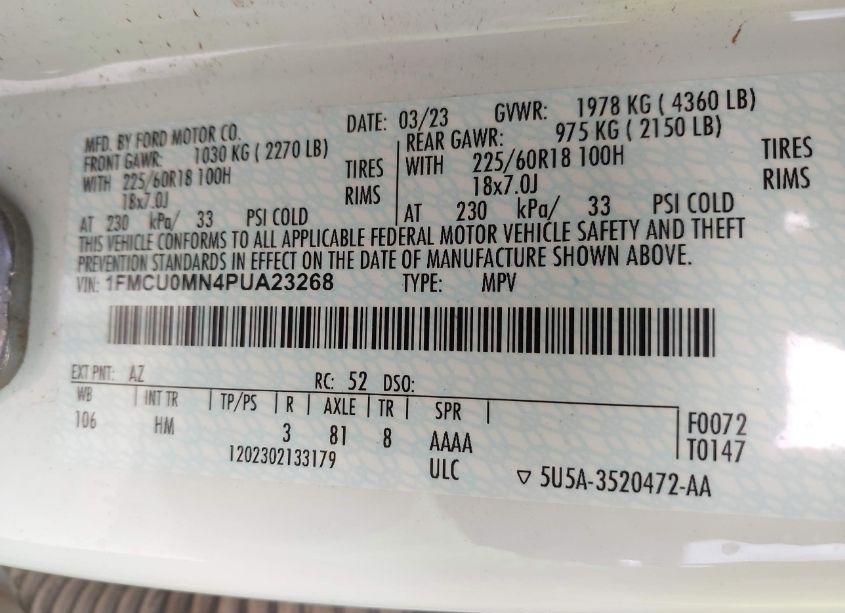 MFD. BY FORD MOTOR CO. DATE: 03/23 GVWR: 1978 KG ( 4360 LB)
FRONT GAWR: 1030 KG ( 2270 LB) REAR GAWR: 975 KG ( 2150 LB)
WITH 225/60R18 100H TIRES WITH 225/60R18 100H TIRES
18x7.0J RIMS 18x7.0J RIMS
AT 230 kPa/ 33 PSI COLD AT 230 kPa/ 33 PSI COLD
THIS VEHICLE CONFORMS TO ALL APPLICABLE FEDERAL MOTOR VEHICLE SAFETY AND THEFT
PREVENTION STANDARDS IN EFFECT ON THE DATE OF MANUFACTURE SHOWN ABOVE.
VIN: 1FMCU0MN4PUA23268 TYPE: MPV
EXT PNT: AZ RC: 52 DSO:
WB INT TR TP/PS R AXLE TR SPR
106 HM 3 81 8 AAAA F0072
1202302133179 ULC T0147
▽ 5U5A-3520472-AA